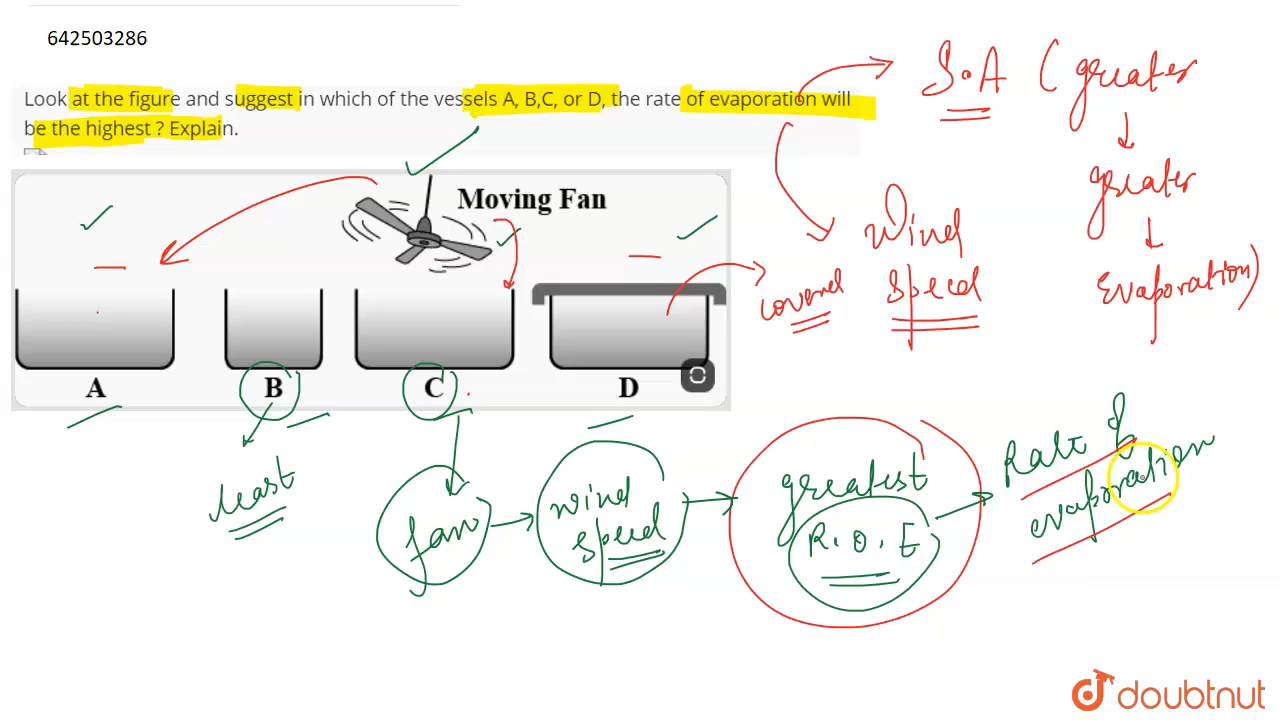 642503286
Look at the figure and suggest in which of the vessels A, B,C, or D, the rate of evaporation will
be the highest ? Explain.
Moving Fan
A
B
C
D
S.A (greater
greater
Evaporation)
Wind
Speed
covered
least
fan
wind
speed
greatest
R.O.E
Rate of
evaporation
doubtnut